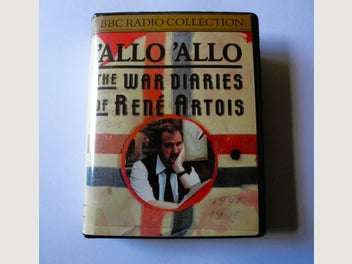 BBC RADIO COLLECTION
'ALLO 'ALLO
THE WAR DIARIES
OF RENÉ ARTOIS